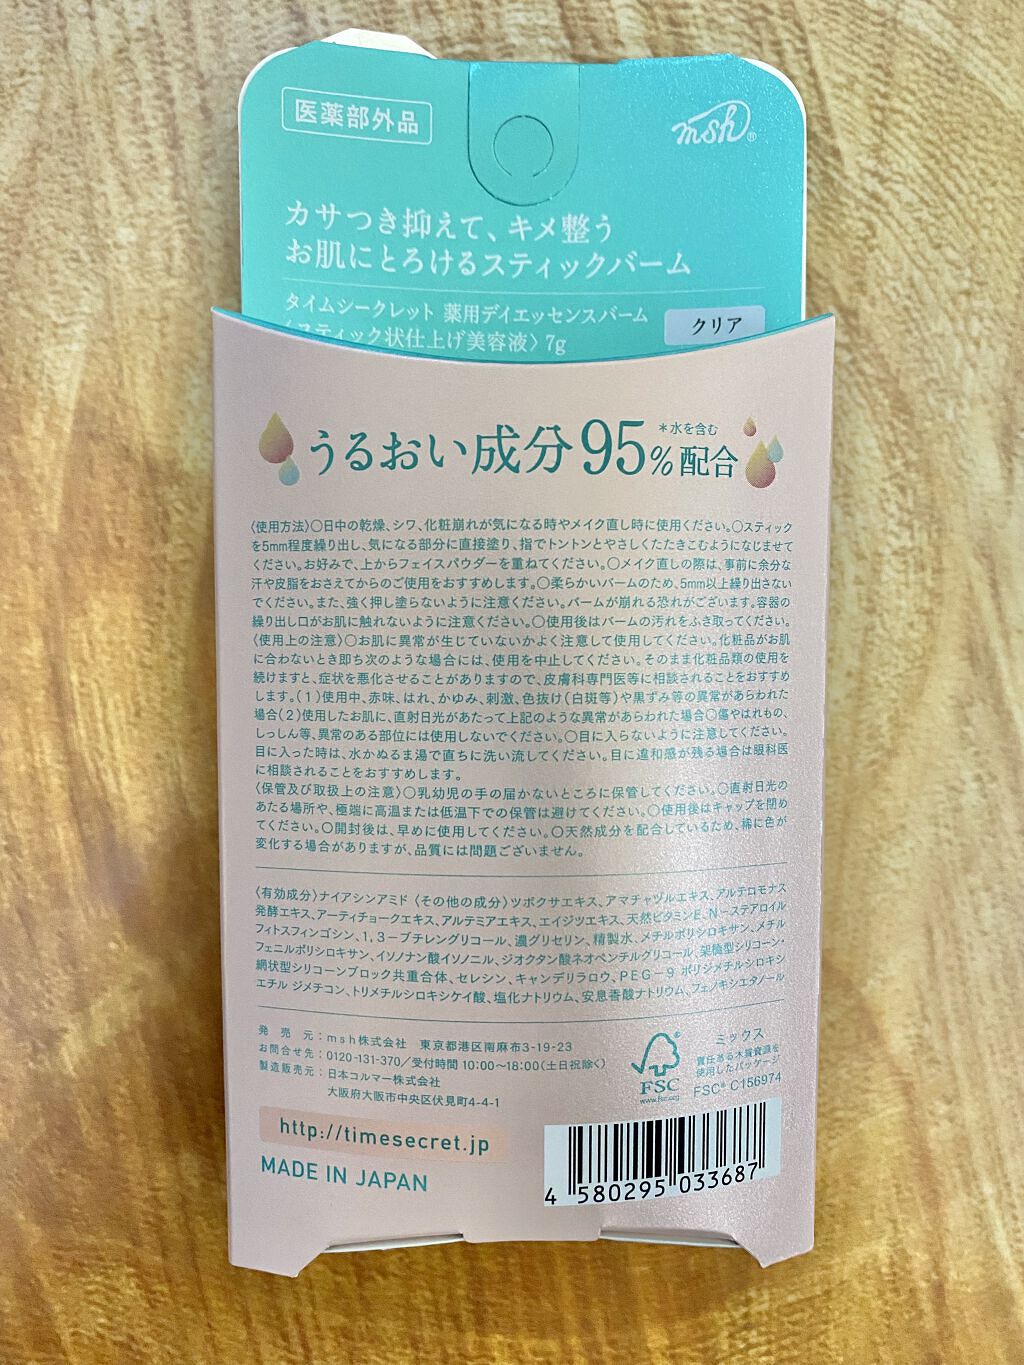 医薬部外品
msh®
カサつき抑えて、キメ整う
お肌にとろけるスティックバーム
タイムシークレット 薬用デイエッセンスバーム
クリア
スティック状仕上げ美容液〉7g
うるおい成分95%配合
＊水を含む
〈使用方法〉○日中の乾燥、シワ、化粧崩れが気になる時やメイク直し時に使用ください。○スティック
を5mm程度繰り出し、気になる部分に直接塗り、指でトントンとやさしくたたきこむようになじませて
ください。お好みで、上からフェイスパウダーを重ねてください。○メイク直しの際は、事前に余分な
汗や皮脂をおさえてからのご使用をおすすめします。○柔らかいバームのため、5mm以上繰り出さない
でください。また、強く押し塗らないように注意ください。バームが崩れる恐れがございます。容器の
繰り出し口がお肌に触れないように注意ください。○使用後はバームの汚れをふき取ってください。
〈使用上の注意〉○お肌に異常が生じていないかよく注意して使用してください。化粧品がお肌
に合わないとき即ち次のような場合には、使用を中止してください。そのまま化粧品類の使用を
続けますと、症状を悪化させることがありますので、皮膚科専門医等に相談されることをおすすめ
します。（1）使用中、赤味、はれ、かゆみ、刺激、色抜け（白斑等）や黒ずみ等の異常があらわれた
場合（2）使用したお肌に、直射日光があたって上記のような異常があらわれた場合○傷やはれもの、
しっしん等、異常のある部位には使用しないでください。○目に入らないように注意してください。
目に入った時は、水かぬるま湯で直ちに洗い流してください。目に違和感が残る場合は眼科医
に相談されることをおすすめします。
〈保管及び取扱上の注意〉○乳幼児の手の届かないところに保管してください。○直射日光の
あたる場所や、極端に高温または低温下での保管は避けてください。○使用後はキャップを閉め
てください。○開封後は、早めに使用してください。○天然成分を配合しているため、稀に色が
変化する場合がありますが、品質には問題ございません。
〈有効成分〉ナイアシンアミド〈その他の成分〉ツボクサエキス、アマチャヅルエキス、アルテロモナス
発酵エキス、アーティチョークエキス、アルテミアエキス、エイジツエキス、天然ビタミンE、N－ステアロイル
フィトスフィンゴシン、1，3－ブチレングリコール、濃グリセリン、精製水、メチルポリシロキサン、メチル
フェニルポリシロキサン、イソノナン酸イソノニル、ジオクタン酸ネオペンチルグリコール、架橋型シリコーン・
網状型シリコーンブロック共重合体、セレシン、キャンデリラロウ、PEG－9 ポリジメチルシロキシ
エチル ジメチコン、トリメチルシロキシケイ酸、塩化ナトリウム、安息香酸ナトリウム、フェノキシエタノール
発売元：msh株式会社 東京都港区南麻布3-19-23
お問合せ先：0120-131-370／受付時間 10:00〜18:00（土日祝除く）
製造販売元：日本コルマー株式会社
大阪府大阪市中央区伏見町4-4-1
FSC
www.fsc.org
ミックス
責任ある木質資源を
使用したパッケージ
FSC® C156974
http://timesecret.jp
MADE IN JAPAN
4 580295 033687